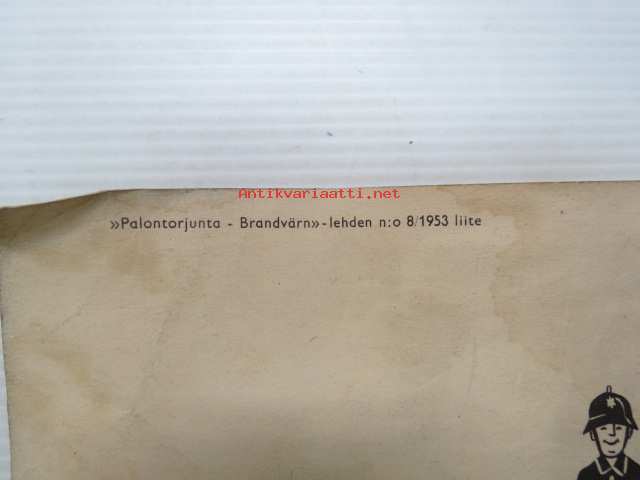 Antikvariaatti.net
»Palontorjunta - Brandvärn»-lehden n:o 8/1953 liite